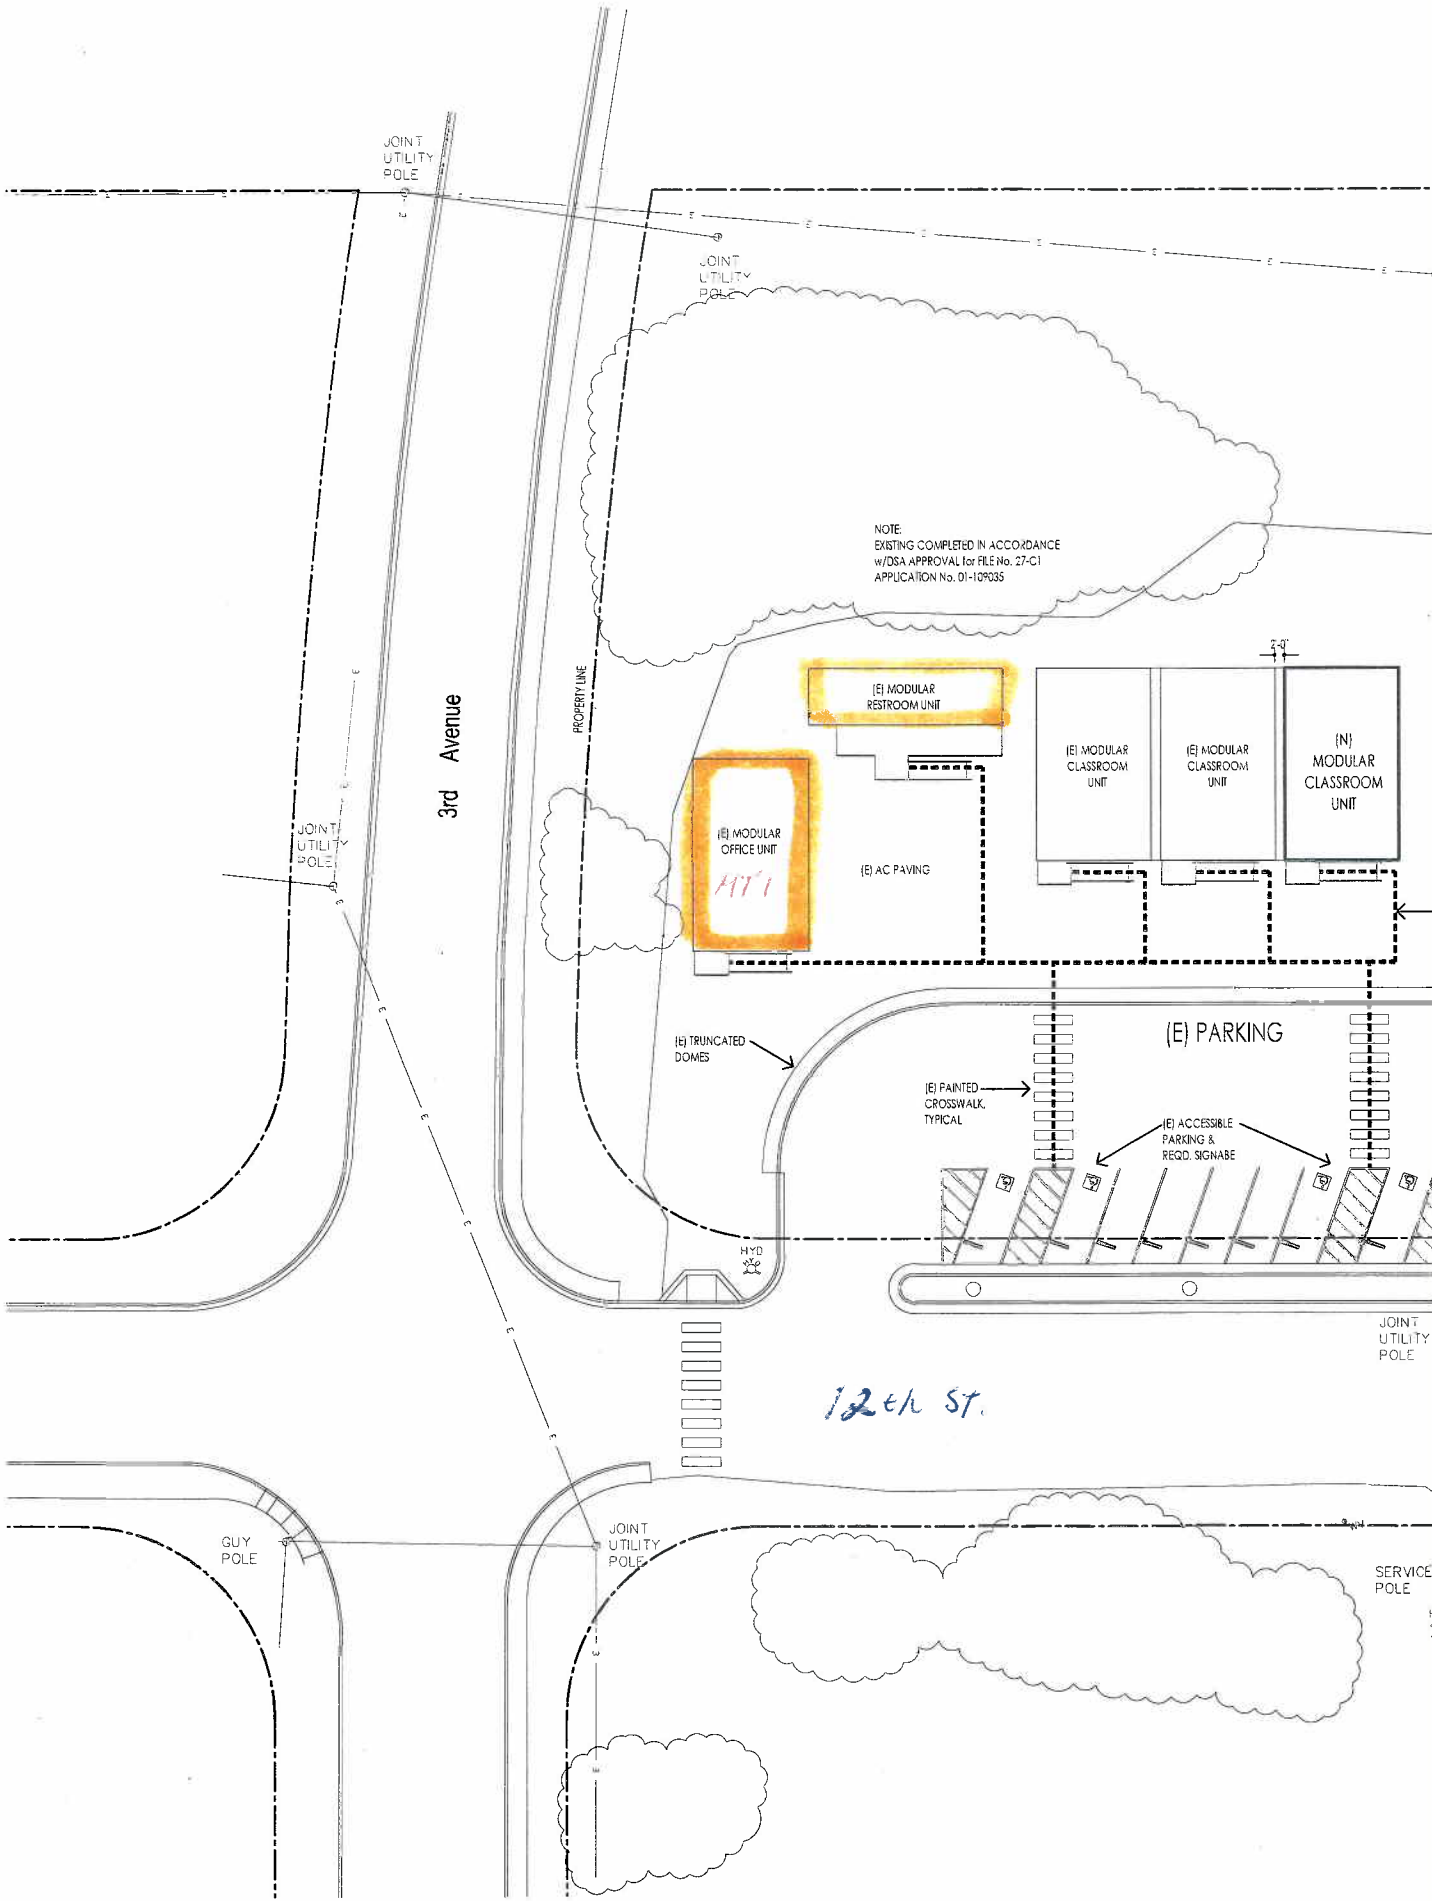 JOINT
UTILITY
POLE
JOINT
UTILITY
POLE
NOTE:
EXISTING COMPLETED IN ACCORDANCE
w/DSA APPROVAL for FILE No. 27-C1
APPLICATION No. 01-109035
2'-0"
PROPERTY LINE
3rd Avenue
(E) MODULAR
RESTROOM UNIT
(E) MODULAR
CLASSROOM
UNIT
(E) MODULAR
CLASSROOM
UNIT
(N)
MODULAR
CLASSROOM
UNIT
JOINT
UTILITY
POLE
(E) MODULAR
OFFICE UNIT
(E) AC PAVING
(E) TRUNCATED
DOMES
(E) PARKING
(E) PAINTED
CROSSWALK,
TYPICAL
(E) ACCESSIBLE
PARKING &
REQD. SIGNABE
HYD
JOINT
UTILITY
POLE
12th St.
GUY
POLE
JOINT
UTILITY
POLE
SERVICE
POLE